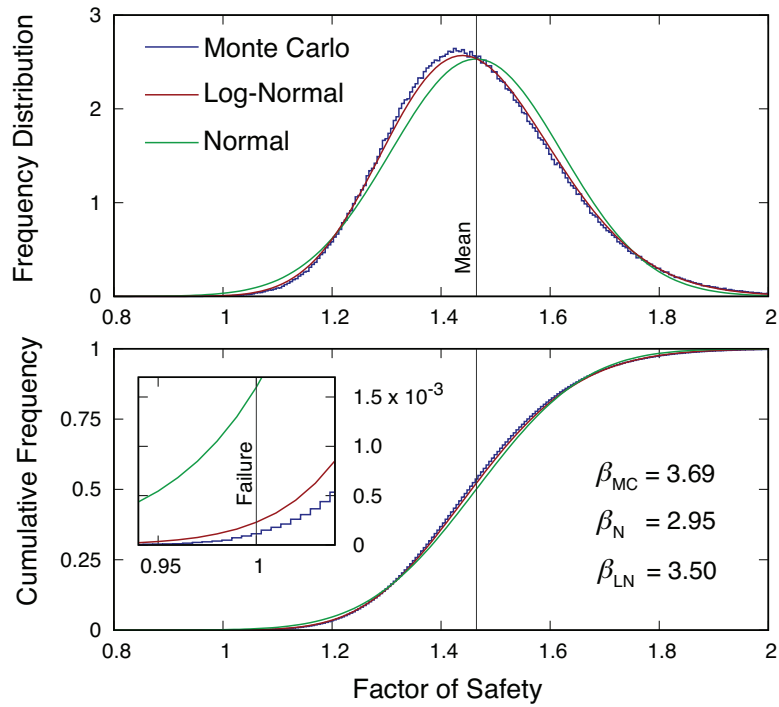 Frequency Distribution
3
2
1
0
Monte Carlo
Log-Normal
Normal
Mean
0.8
1
1.2
1.4
1.6
1.8
2
Cumulative Frequency
1
0.75
0.5
0.25
0
Failure
1.5 x 10⁻³
1.0
0.5
0
0.95
1
β_MC = 3.69
β_N = 2.95
β_LN = 3.50
0.8
1
1.2
1.4
1.6
1.8
2
Factor of Safety